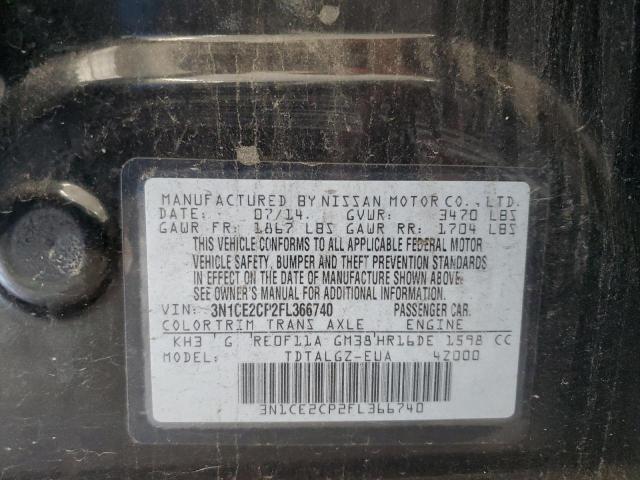 MANUFACTURED BY NISSAN MOTOR CO., LTD.
DATE: 07/14. GVWR: 3470 LBS
GAWR FR: 1867 LBS GAWR RR: 1704 LBS
THIS VEHICLE CONFORMS TO ALL APPLICABLE FEDERAL MOTOR
VEHICLE SAFETY, BUMPER AND THEFT PREVENTION STANDARDS
IN EFFECT ON THE DATE OF MANUFACTURE SHOWN ABOVE.
SEE OWNER'S MANUAL FOR ADDITIONAL INFORMATION.
VIN: 3N1CE2CP2FL366740 PASSENGER CAR.
COLOR TRIM TRANS AXLE ENGINE
KH3 G RE0F11A GM38 HR16DE 1598 CC
MODEL: TDTALGZ-EUA 4Z000
3N1CE2CP2FL366740